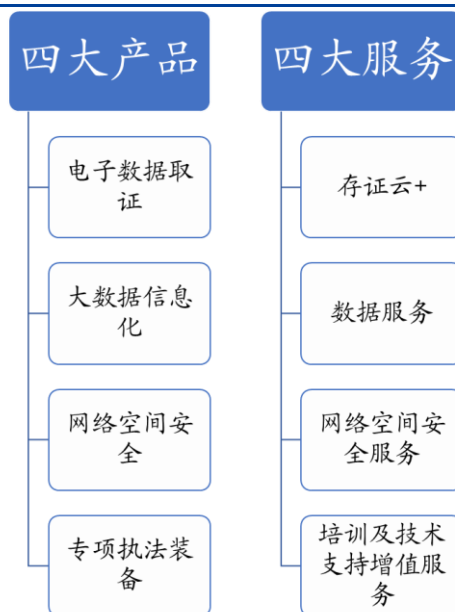 四大产品
电子数据取
证
大数据信息
化
网络空间安
全
专项执法装
备
四大服务
存证云+
数据服务
网络空间安
全服务
培训及技术
支持增值服
务